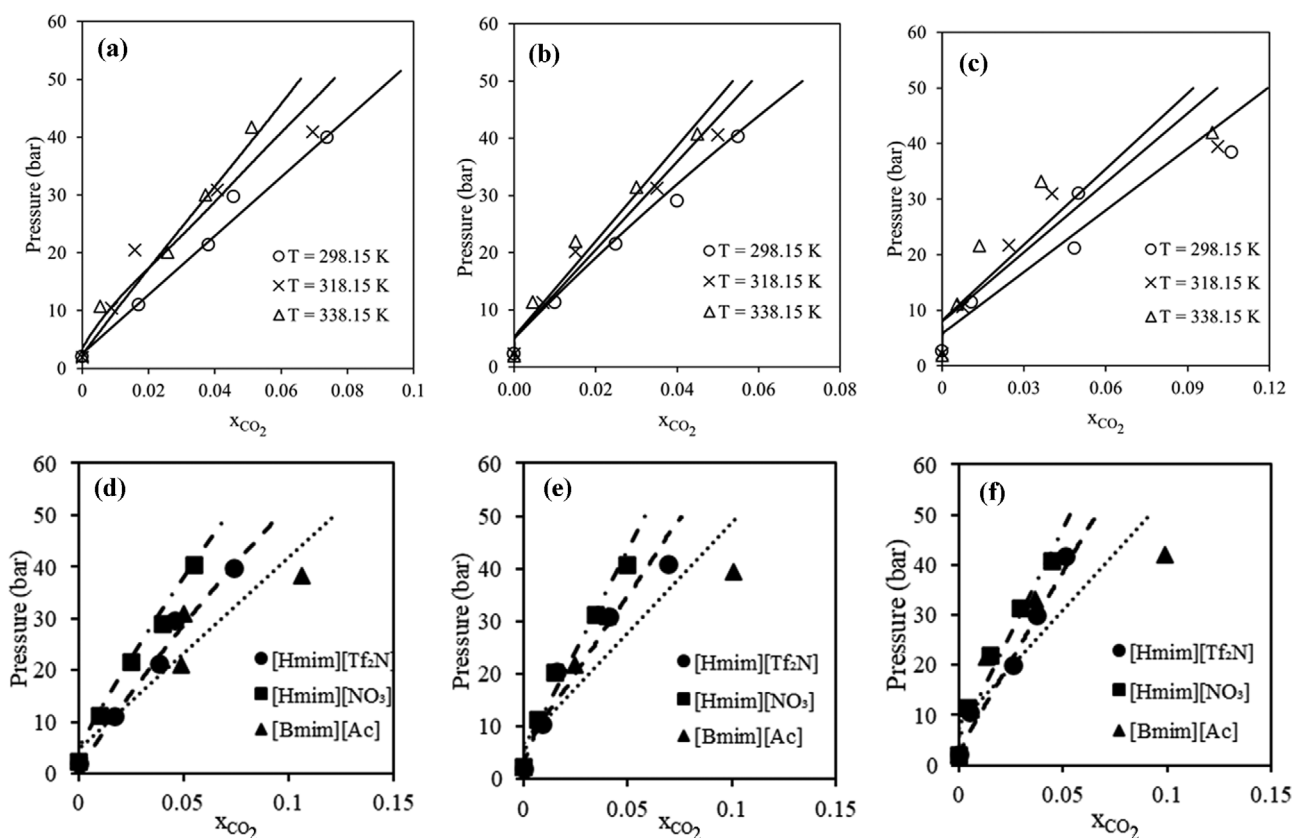 (a)
60
50
40
30
20
10
0
Pressure (bar)
○ T = 298.15 K
× T = 318.15 K
△ T = 338.15 K
0 0.02 0.04 0.06 0.08 0.1
xCO₂
(b)
60
50
40
30
20
10
0
Pressure (bar)
○ T = 298.15 K
× T = 318.15 K
△ T = 338.15 K
0.00 0.02 0.04 0.06 0.08
xCO₂
(c)
60
50
40
30
20
10
0
Pressure (bar)
○ T = 298.15 K
× T = 318.15 K
△ T = 338.15 K
0 0.03 0.06 0.09 0.12
xCO₂
(d)
60
50
40
30
20
10
0
Pressure (bar)
● [Hmim][Tf₂N]
■ [Hmim][NO₃]
▲ [Bmim][Ac]
0 0.05 0.1 0.15
xCO₂
(e)
60
50
40
30
20
10
0
Pressure (bar)
● [Hmim][Tf₂N]
■ [Hmim][NO₃]
▲ [Bmim][Ac]
0 0.05 0.1 0.15
xCO₂
(f)
60
50
40
30
20
10
0
Pressure (bar)
● [Hmim][Tf₂N]
■ [Hmim][NO₃]
▲ [Bmim][Ac]
0 0.05 0.1 0.15
xCO₂